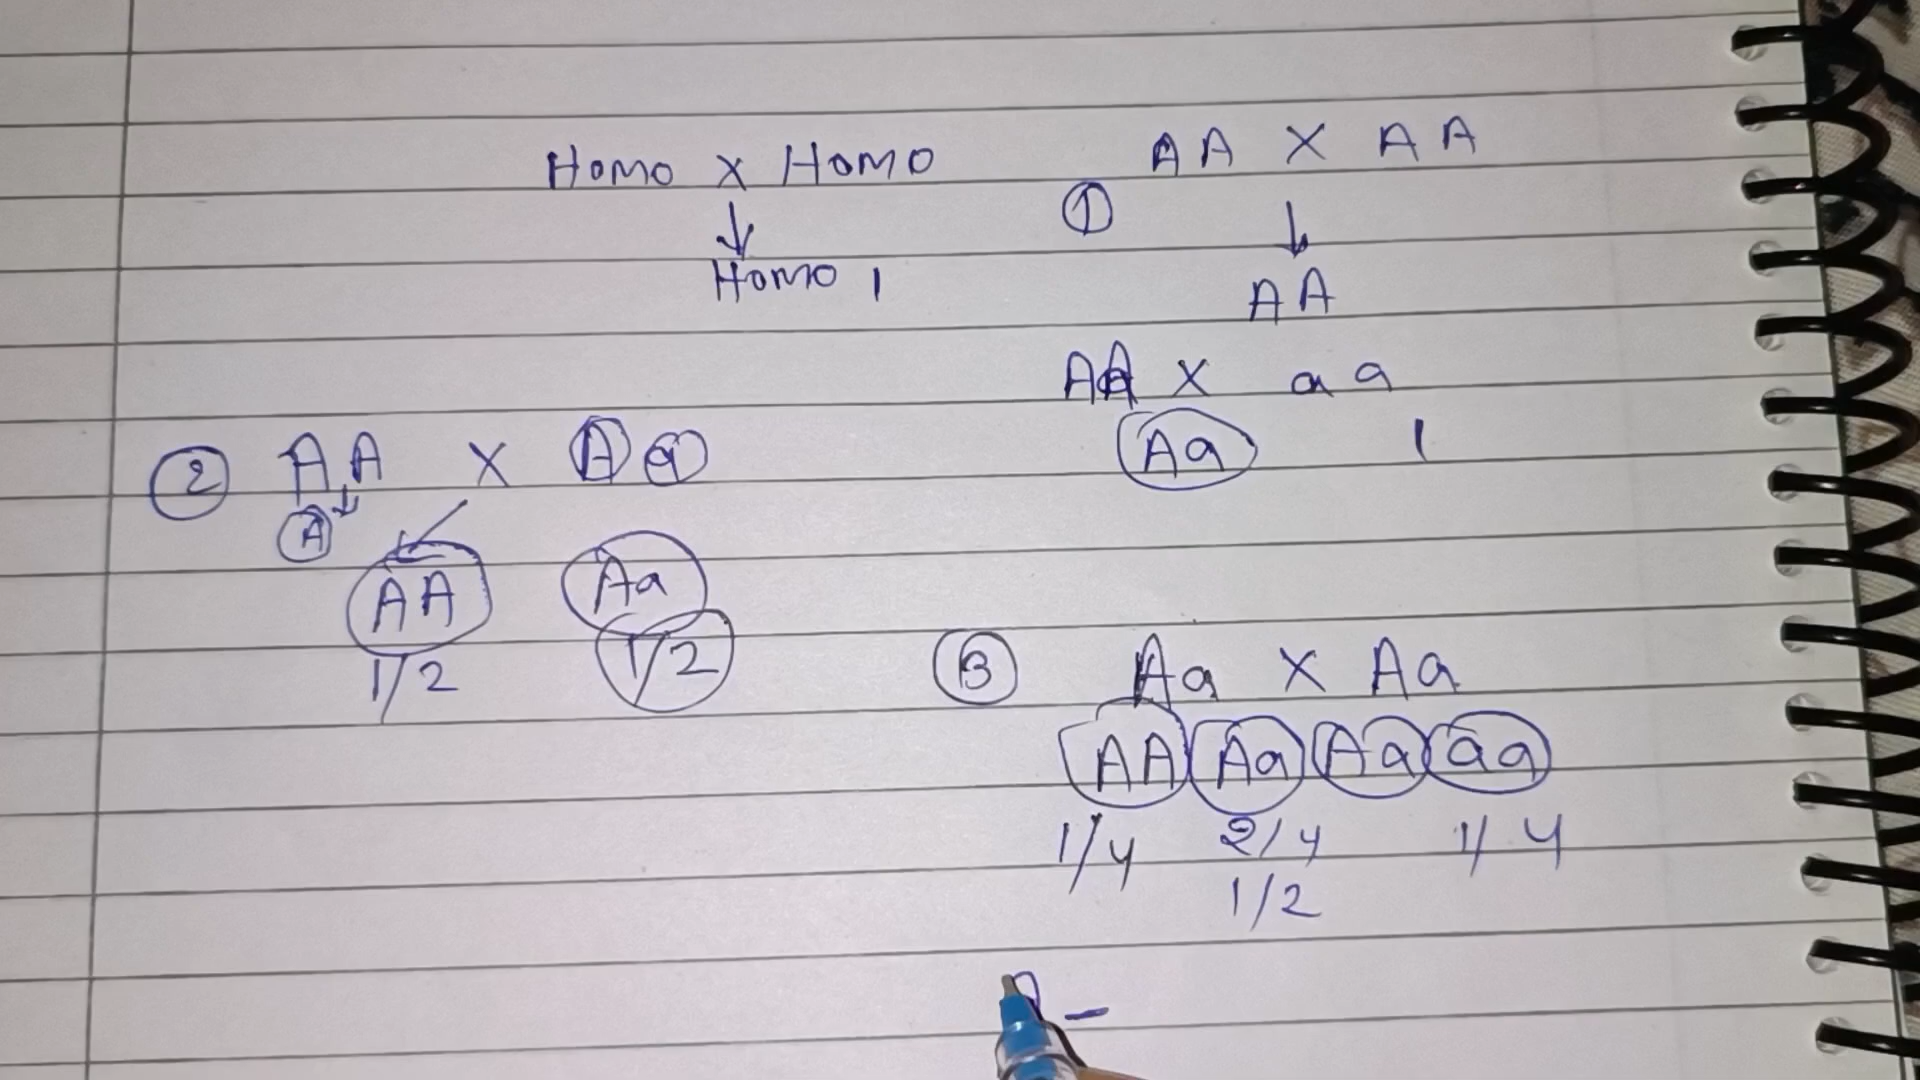 Homo X Homo
↓
Homo 1
① AA X AA
↓
AA
AA X aa
Aa 1
② AA X Aa
A
AA Aa
1/2 1/2
③ Aa X Aa
AA Aa Aa aa
1/4 2/4 1/4
1/2